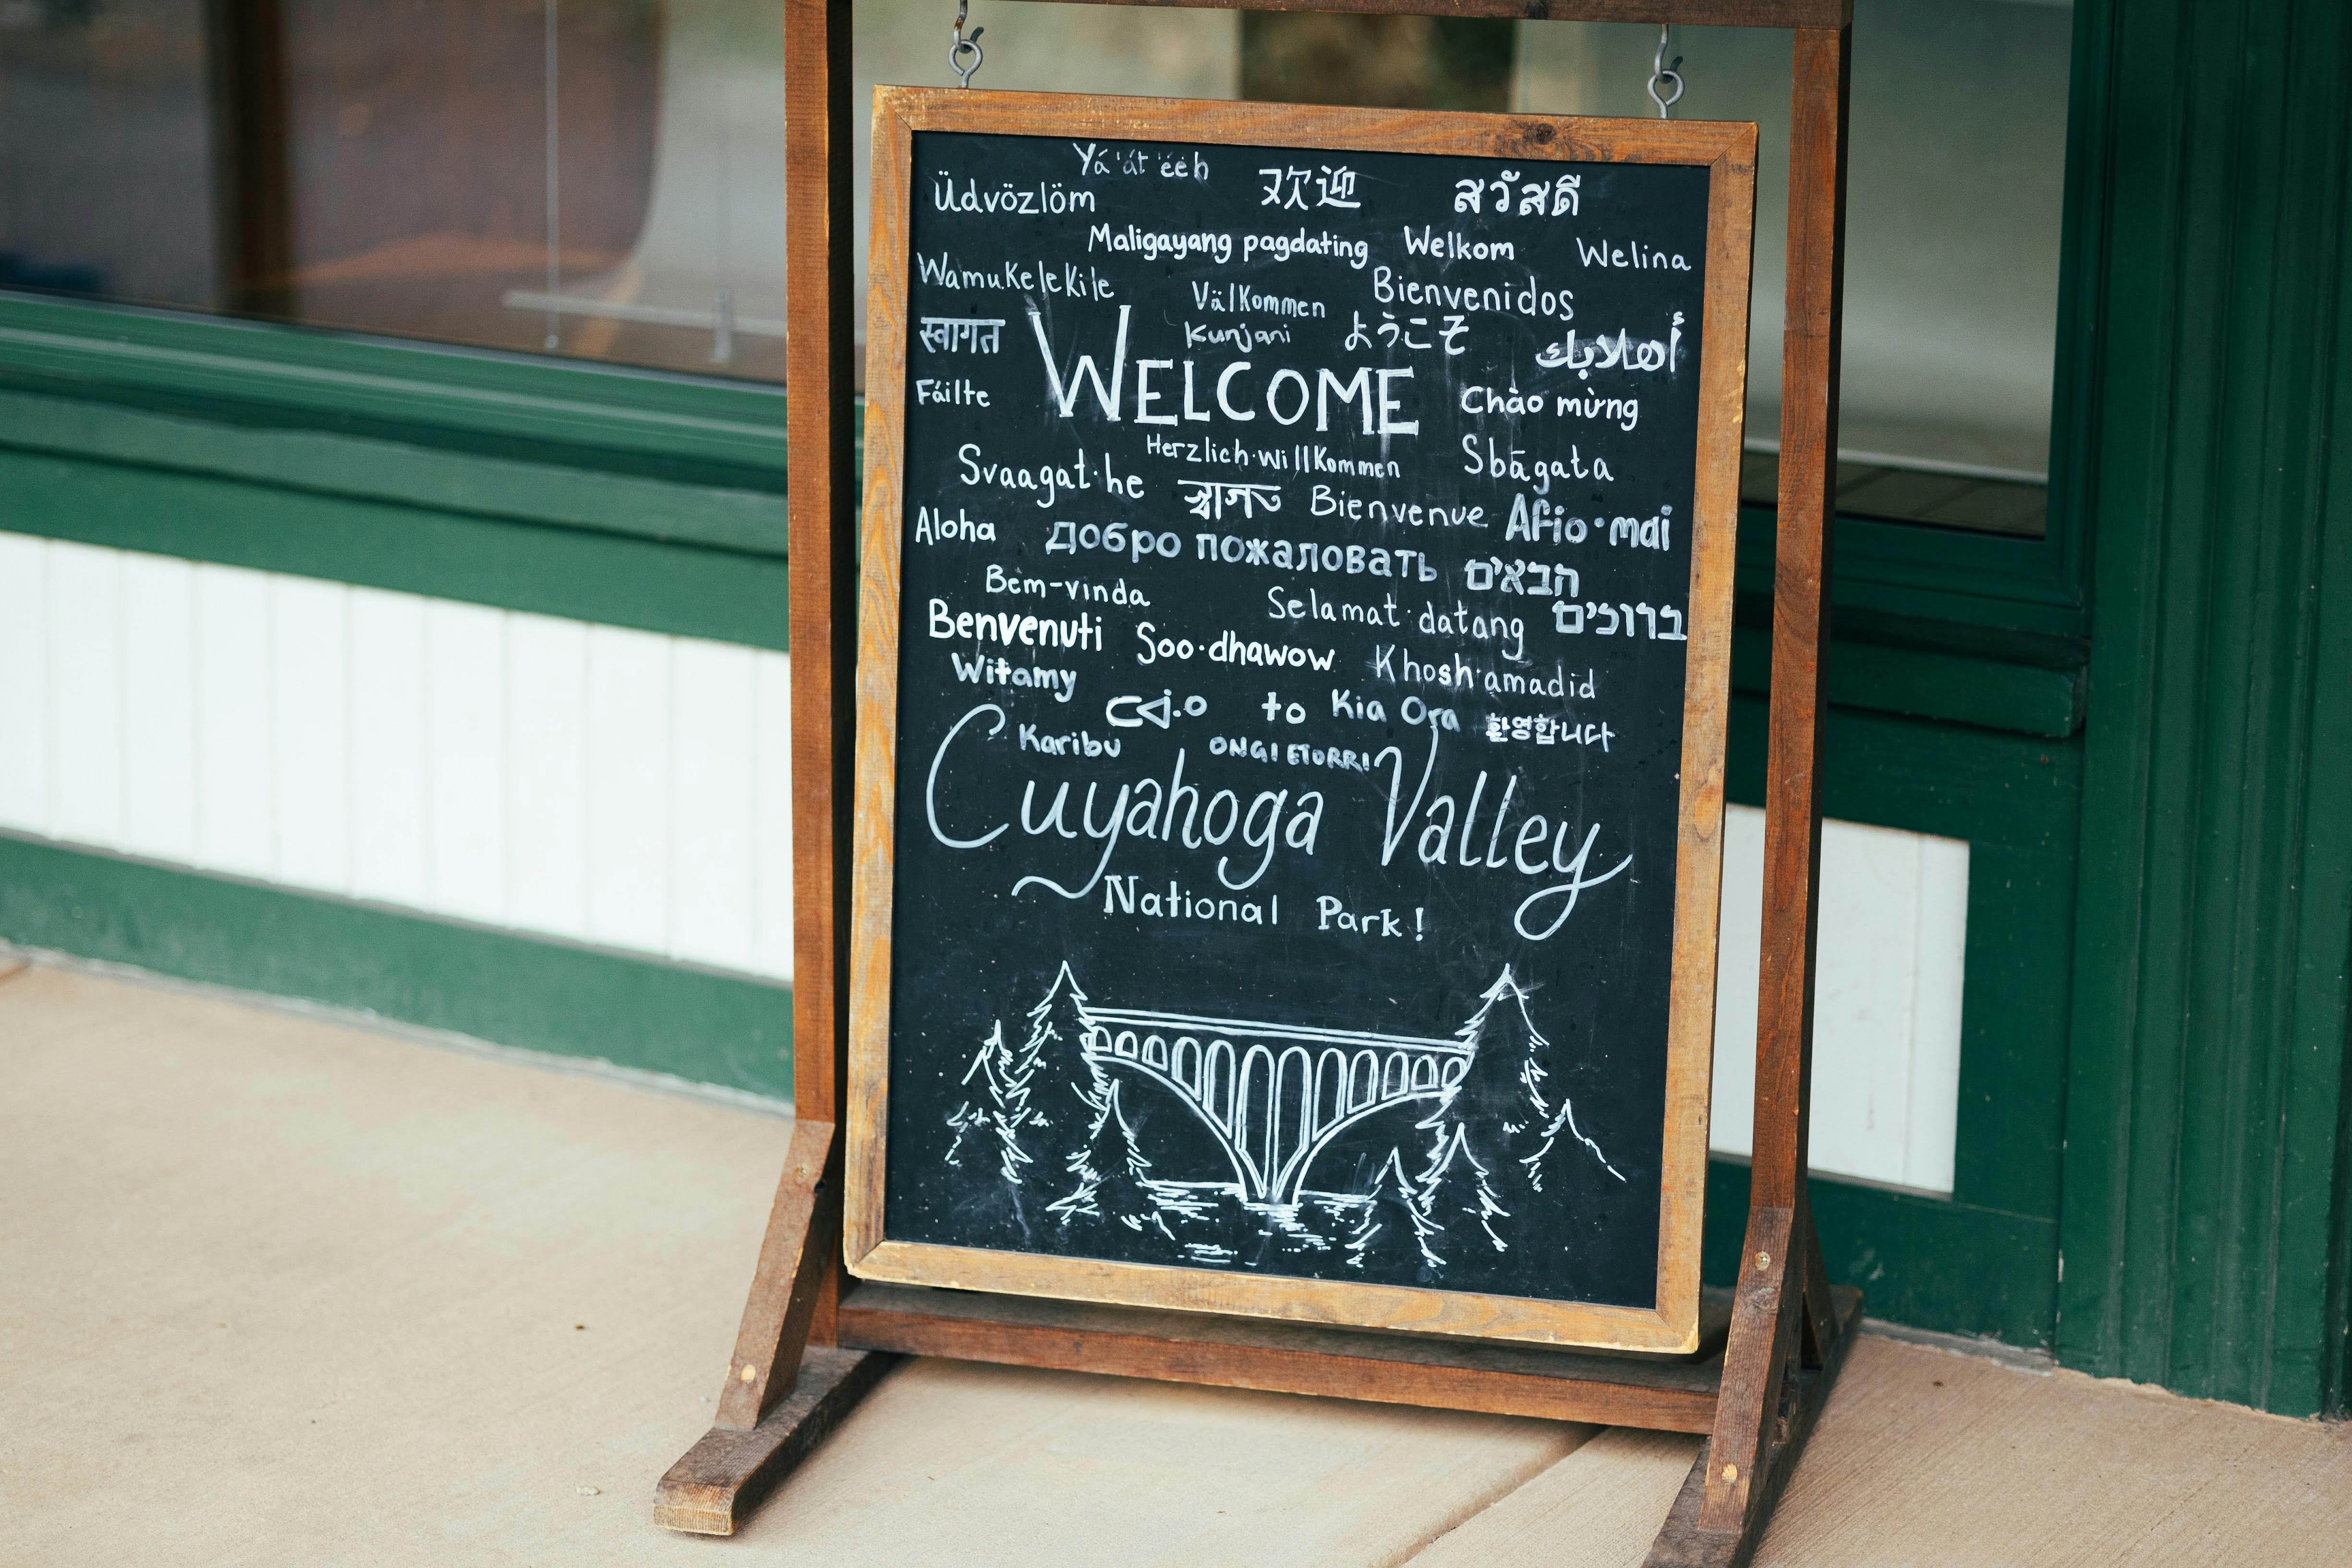 Yá'át'ééh
Üdvözlöm 欢迎 สวัสดี
Maligayang pagdating Welkom Welina
Wamukelekile Välkommen Bienvenidos
स्वागत Kunjani ようこそ أهلا بك
Fáilte WELCOME Chào mừng
Herzlich·willkommen Sbāgata
Svaagat·he স্বাগত Bienvenue Afio·mai
Aloha Добро пожаловать הבאים
Bem-vinda Selamat·datang ברוכים
Benvenuti Soo·dhawow Khosh·amadid
Witamy to Kia Ora 환영합니다
Karibu ONGI ETORRI
Cuyahoga Valley
National Park!